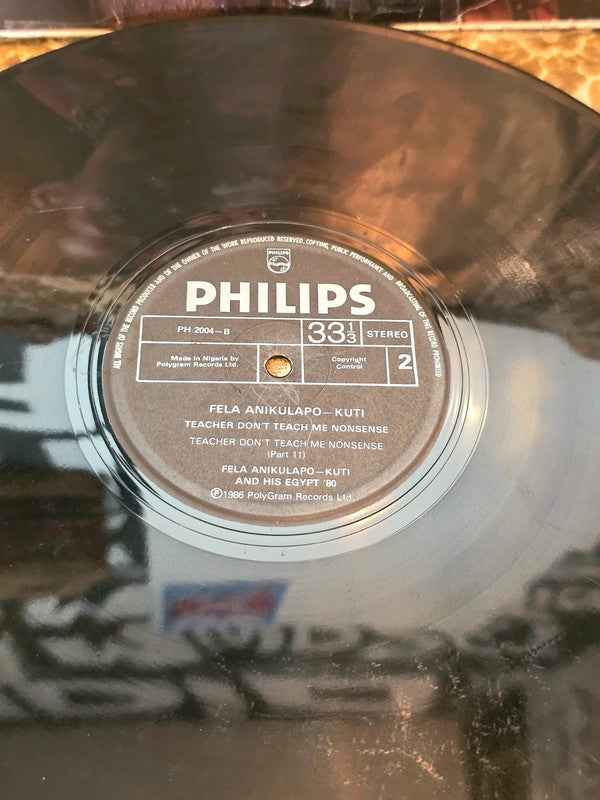 ALL RIGHTS OF THE RECORD PRODUCER AND OF THE OWNER OF THE WORK REPRODUCED RESERVED. COPYING, PUBLIC PERFORMANCE AND BROADCASTING OF THIS RECORD PROHIBITED
PHILIPS
PH 2004-B
33 1/3
STEREO
Made in Nigeria by
Polygram Records Ltd.
Copyright
Control
2
FELA ANIKULAPO-KUTI
TEACHER DON'T TEACH ME NONSENSE
TEACHER DON'T TEACH ME NONSENSE
(Part 11)
FELA ANIKULAPO-KUTI
AND HIS EGYPT '80
Ⓟ1986 PolyGram Records Ltd.